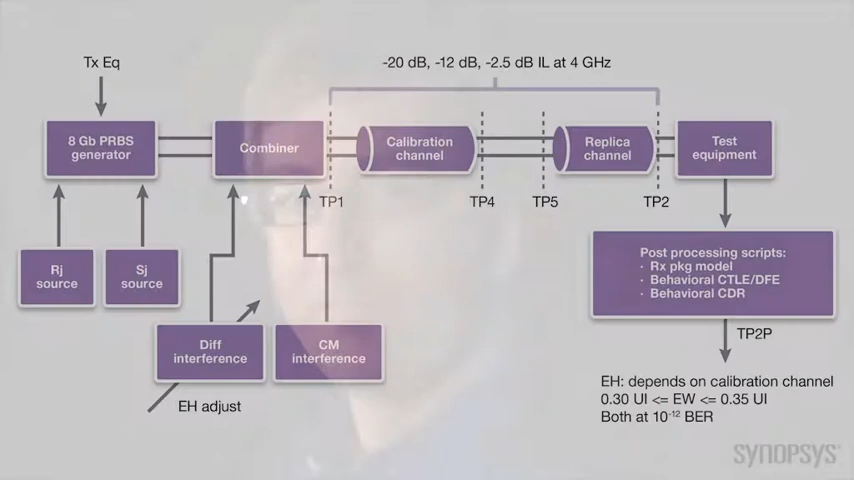 Tx Eq
-20 dB, -12 dB, -2.5 dB IL at 4 GHz
8 Gb PRBS
generator
Combiner
Calibration
channel
Replica
channel
Test
equipment
TP1
TP4
TP5
TP2
Rj
source
Sj
source
Post processing scripts:
· Rx pkg model
· Behavioral CTLE/DFE
· Behavioral CDR
Diff
interference
CM
interference
TP2P
EH adjust
EH: depends on calibration channel
0.30 UI <= EW <= 0.35 UI
Both at 10⁻¹² BER
SYNOPSYS®